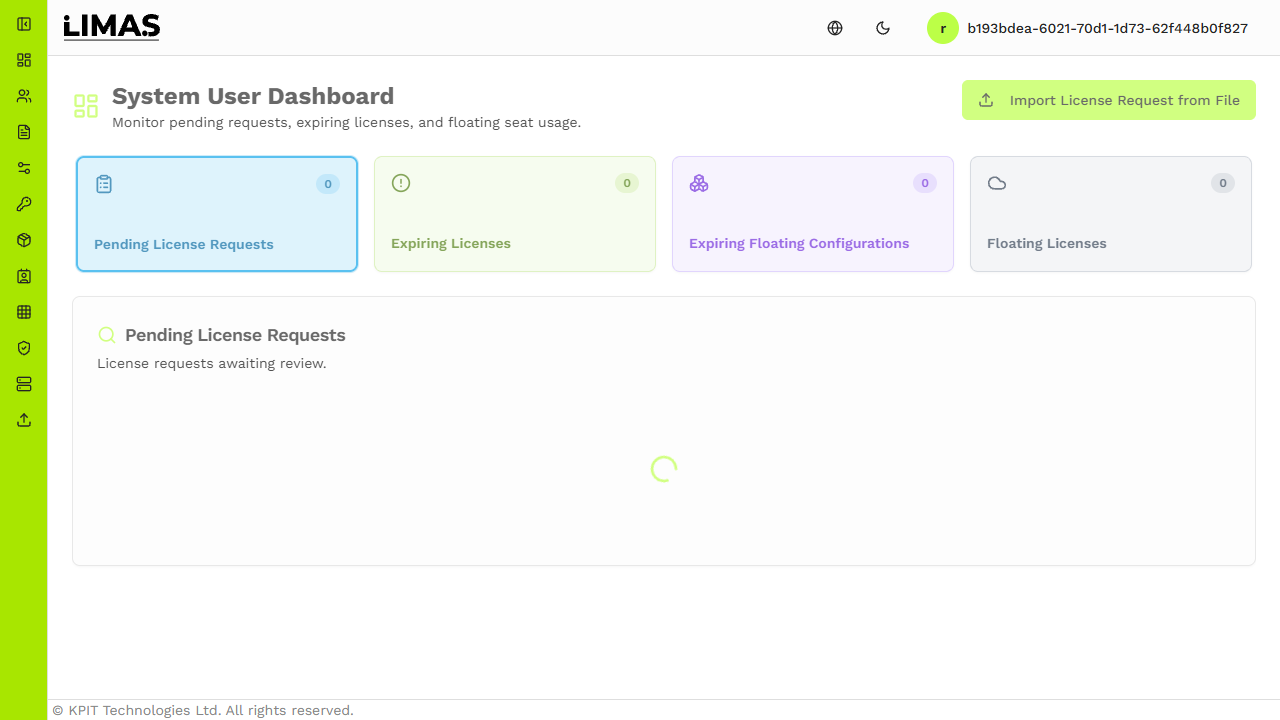 LIMAS
r
b193bdea-6021-70d1-1d73-62f448b0f827
System User Dashboard
Monitor pending requests, expiring licenses, and floating seat usage.
Import License Request from File
0
Pending License Requests
0
Expiring Licenses
0
Expiring Floating Configurations
0
Floating Licenses
Pending License Requests
License requests awaiting review.
© KPIT Technologies Ltd. All rights reserved.